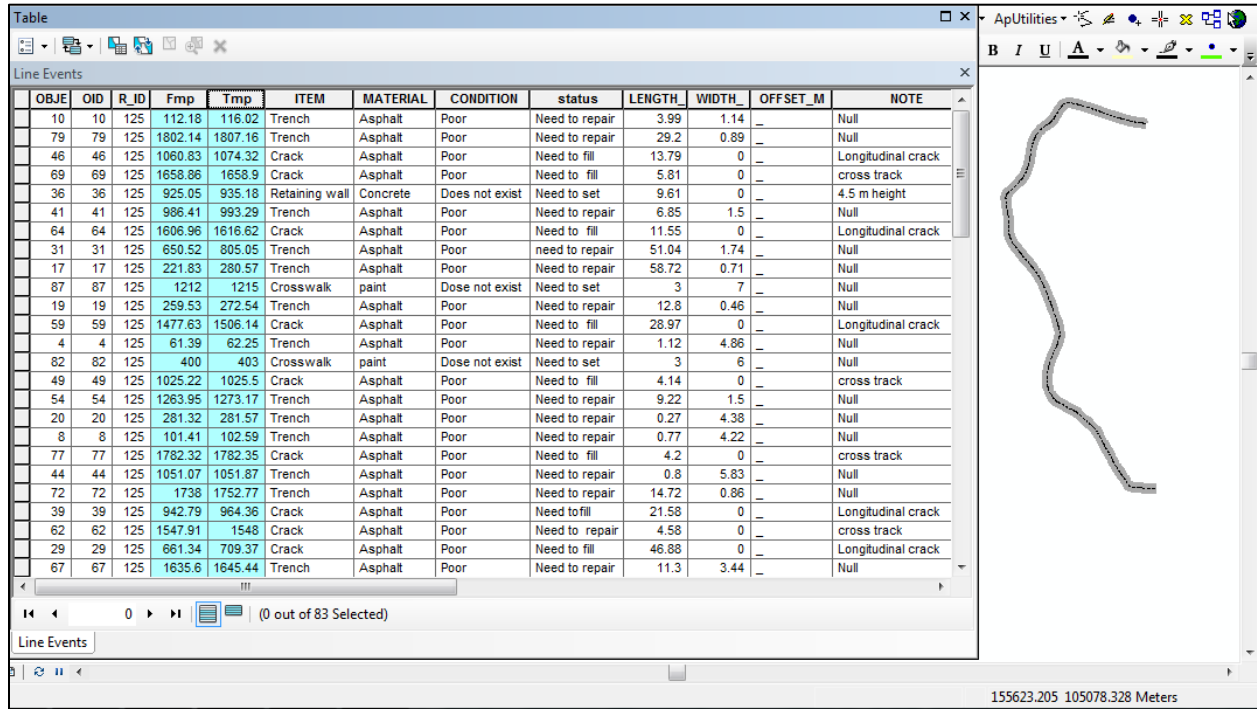 Table
ApUtilities
B I U A
Line Events
OBJE OID R_ID Fmp Tmp ITEM MATERIAL CONDITION status LENGTH_ WIDTH_ OFFSET_M NOTE
10 10 125 112.18 116.02 Trench Asphalt Poor Need to repair 3.99 1.14 _ Null
79 79 125 1802.14 1807.16 Trench Asphalt Poor Need to repair 29.2 0.89 _ Null
46 46 125 1060.83 1074.32 Crack Asphalt Poor Need to fill 13.79 0 _ Longitudinal crack
69 69 125 1658.86 1658.9 Crack Asphalt Poor Need to  fill 5.81 0 _ cross track
36 36 125 925.05 935.18 Retaining wall Concrete Does not exist Need to set 9.61 0 _ 4.5 m height
41 41 125 986.41 993.29 Trench Asphalt Poor Need to repair 6.85 1.5 _ Null
64 64 125 1606.96 1616.62 Crack Asphalt Poor Need to  fill 11.55 0 _ Longitudinal crack
31 31 125 650.52 805.05 Trench Asphalt Poor need to repair 51.04 1.74 _ Null
17 17 125 221.83 280.57 Trench Asphalt Poor Need to repair 58.72 0.71 _ Null
87 87 125 1212 1215 Crosswalk paint Dose not exist Need to set 3 7 _ Null
19 19 125 259.53 272.54 Trench Asphalt Poor Need to repair 12.8 0.46 _ Null
59 59 125 1477.63 1506.14 Crack Asphalt Poor Need to  fill 28.97 0 _ Longitudinal crack
4 4 125 61.39 62.25 Trench Asphalt Poor Need to repair 1.12 4.86 _ Null
82 82 125 400 403 Crosswalk paint Dose not exist Need to set 3 6 _ Null
49 49 125 1025.22 1025.5 Crack Asphalt Poor Need to  fill 4.14 0 _ cross track
54 54 125 1263.95 1273.17 Trench Asphalt Poor Need to repair 9.22 1.5 _ Null
20 20 125 281.32 281.57 Trench Asphalt Poor Need to repair 0.27 4.38 _ Null
8 8 125 101.41 102.59 Trench Asphalt Poor Need to repair 0.77 4.22 _ Null
77 77 125 1782.32 1782.35 Crack Asphalt Poor Need to  fill 4.2 0 _ cross track
44 44 125 1051.07 1051.87 Trench Asphalt Poor Need to repair 0.8 5.83 _ Null
72 72 125 1738 1752.77 Trench Asphalt Poor Need to repair 14.72 0.86 _ Null
39 39 125 942.79 964.36 Crack Asphalt Poor Need tofill 21.58 0 _ Longitudinal crack
62 62 125 1547.91 1548 Crack Asphalt Poor Need to  repair 4.58 0 _ cross track
29 29 125 661.34 709.37 Crack Asphalt Poor Need to fill 46.88 0 _ Longitudinal crack
67 67 125 1635.6 1645.44 Trench Asphalt Poor Need to repair 11.3 3.44 _ Null
0 (0 out of 83 Selected)
Line Events
155623.205 105078.328 Meters